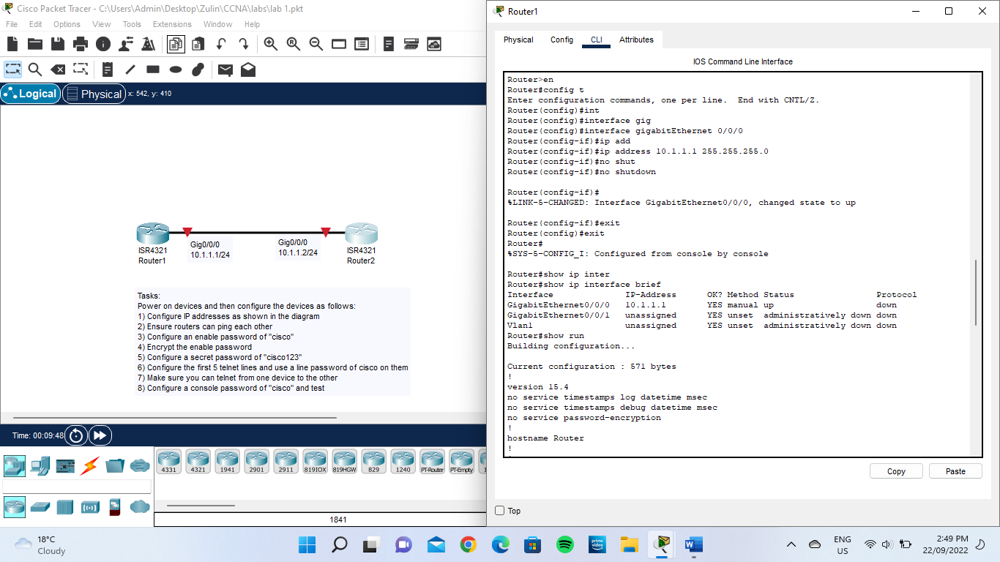 Cisco Packet Tracer - C:\Users\Admin\Desktop\Zulin\CCNA\labs\lab 1.pkt
File Edit Options View Tools Extensions Window Help
Logical Physical x: 542, y: 410
ISR4321
Router1
Gig0/0/0
10.1.1.1/24
Gig0/0/0
10.1.1.2/24
ISR4321
Router2
Tasks:
Power on devices and then configure the devices as follows:
1) Configure IP addresses as shown in the diagram
2) Ensure routers can ping each other
3) Configure an enable password of "cisco"
4) Encrypt the enable password
5) Configure a secret password of "cisco123"
6) Configure the first 5 telnet lines and use a line password of cisco on them
7) Make sure you can telnet from one device to the other
8) Configure a console password of "cisco" and test
Time: 00:09:48
4331 4321 1941 2901 2911 819IOX 819HGW 829 1240 PT-Router PT-Empty
1841
Router1
Physical Config CLI Attributes
IOS Command Line Interface
Router>en
Router#config t
Enter configuration commands, one per line. End with CNTL/Z.
Router(config)#int
Router(config)#interface gig
Router(config)#interface gigabitEthernet 0/0/0
Router(config-if)#ip add
Router(config-if)#ip address 10.1.1.1 255.255.255.0
Router(config-if)#no shut
Router(config-if)#no shutdown
Router(config-if)#
%LINK-5-CHANGED: Interface GigabitEthernet0/0/0, changed state to up
Router(config-if)#exit
Router(config)#exit
Router#
%SYS-5-CONFIG_I: Configured from console by console
Router#show ip inter
Router#show ip interface brief
Interface IP-Address OK? Method Status Protocol
GigabitEthernet0/0/0 10.1.1.1 YES manual up down
GigabitEthernet0/0/1 unassigned YES unset administratively down down
Vlan1 unassigned YES unset administratively down down
Router#show run
Building configuration...
Current configuration : 571 bytes
!
version 15.4
no service timestamps log datetime msec
no service timestamps debug datetime msec
no service password-encryption
!
hostname Router
!
Copy Paste
Top
18°C
Cloudy
prime video
W
ENG
US
2:49 PM
22/09/2022